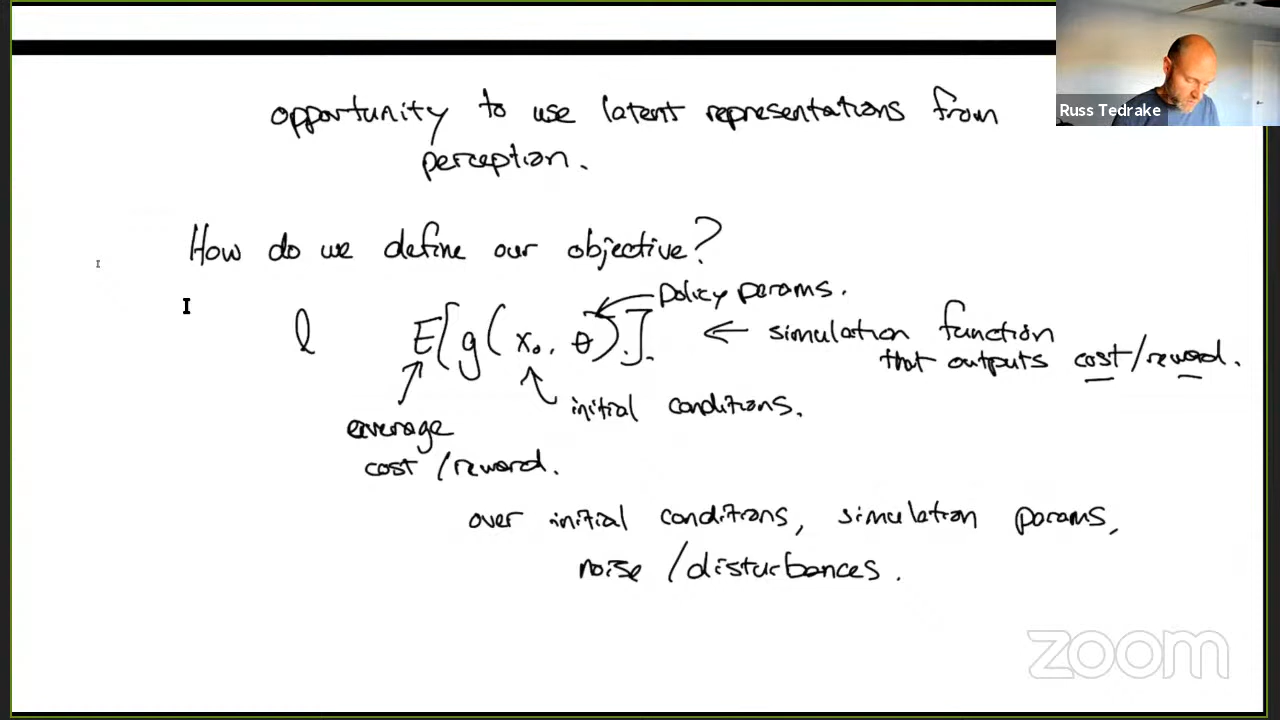 opportunity to use latent representations from
perception.
Russ Tedrake
How do we define our objective?
policy params.
l E[g(x₀, θ)].
← simulation function
that outputs cost/reward.
initial conditions.
average
cost/reward.
over initial conditions, simulation params,
noise/disturbances.
zoom